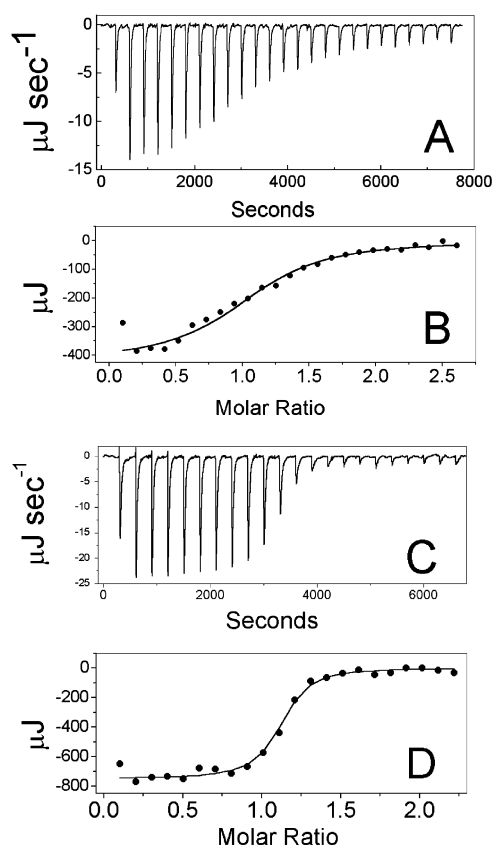 0
-5
-10
-15
μJ sec-1
A
0 2000 4000 6000 8000
Seconds
0
-100
-200
-300
-400
μJ
B
0.0 0.5 1.0 1.5 2.0 2.5
Molar Ratio
0
-5
-10
-15
-20
-25
μJ sec-1
C
0 2000 4000 6000
Seconds
0
-200
-400
-600
-800
μJ
D
0.0 0.5 1.0 1.5 2.0
Molar Ratio